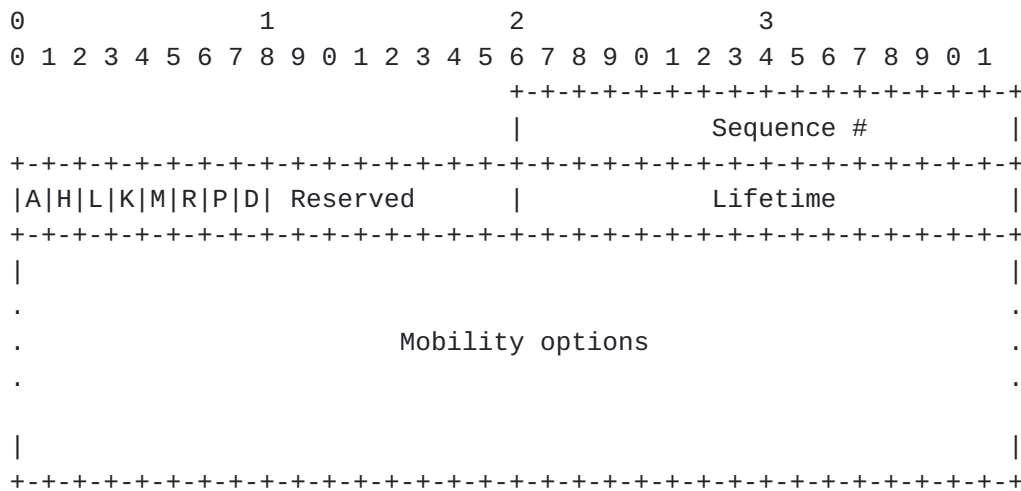 0               1               2               3
0 1 2 3 4 5 6 7 8 9 0 1 2 3 4 5 6 7 8 9 0 1 2 3 4 5 6 7 8 9 0 1
                                +-+-+-+-+-+-+-+-+-+-+-+-+-+-+-+-+
                                |            Sequence #         |
+-+-+-+-+-+-+-+-+-+-+-+-+-+-+-+-+-+-+-+-+-+-+-+-+-+-+-+-+-+-+-+-+
|A|H|L|K|M|R|P|D| Reserved      |            Lifetime           |
+-+-+-+-+-+-+-+-+-+-+-+-+-+-+-+-+-+-+-+-+-+-+-+-+-+-+-+-+-+-+-+-+
|                                                               |
.                                                               .
.                        Mobility options                       .
.                                                               .
|                                                               |
+-+-+-+-+-+-+-+-+-+-+-+-+-+-+-+-+-+-+-+-+-+-+-+-+-+-+-+-+-+-+-+-+